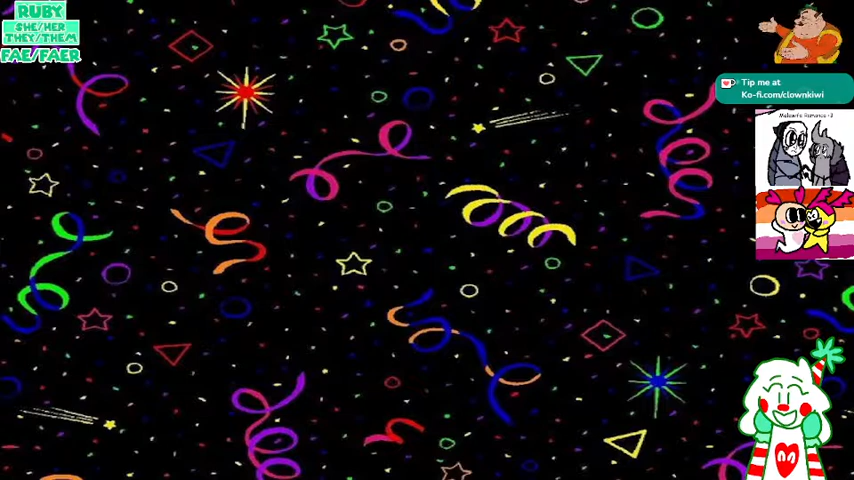 RUBY
SHE/HER
THEY/THEM
FAE/FAER
Tip me at
Ko-fi.com/clownkiwi